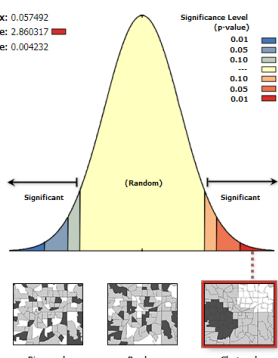 x: 0.057492
e: 2.860317
e: 0.004232
Significance Level
(p-value)
0.01
0.05
0.10
---
0.10
0.05
0.01
Significant
(Random)
Significant